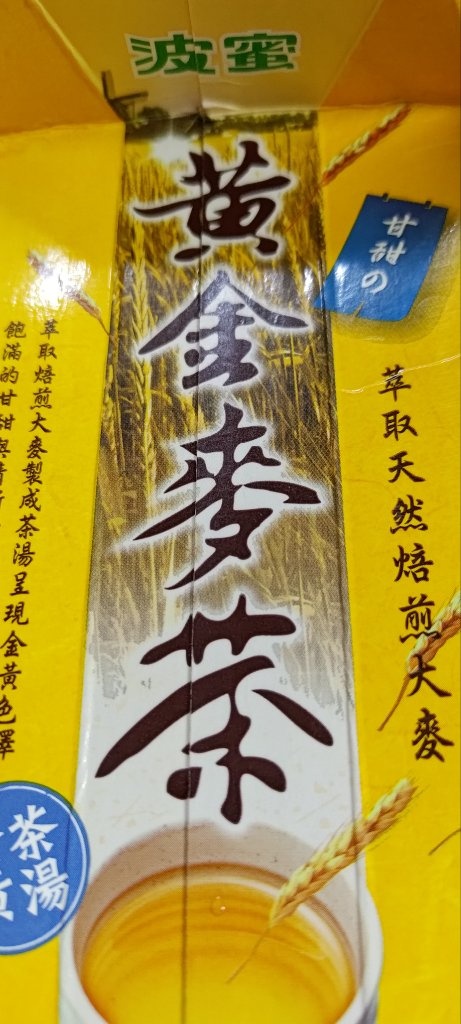 波蜜
甘甜の
萃取天然焙煎大麥
黃金麥茶
萃取焙煎大麥製成茶湯呈現金黃色澤
飽滿的甘甜與清新
茶
湯